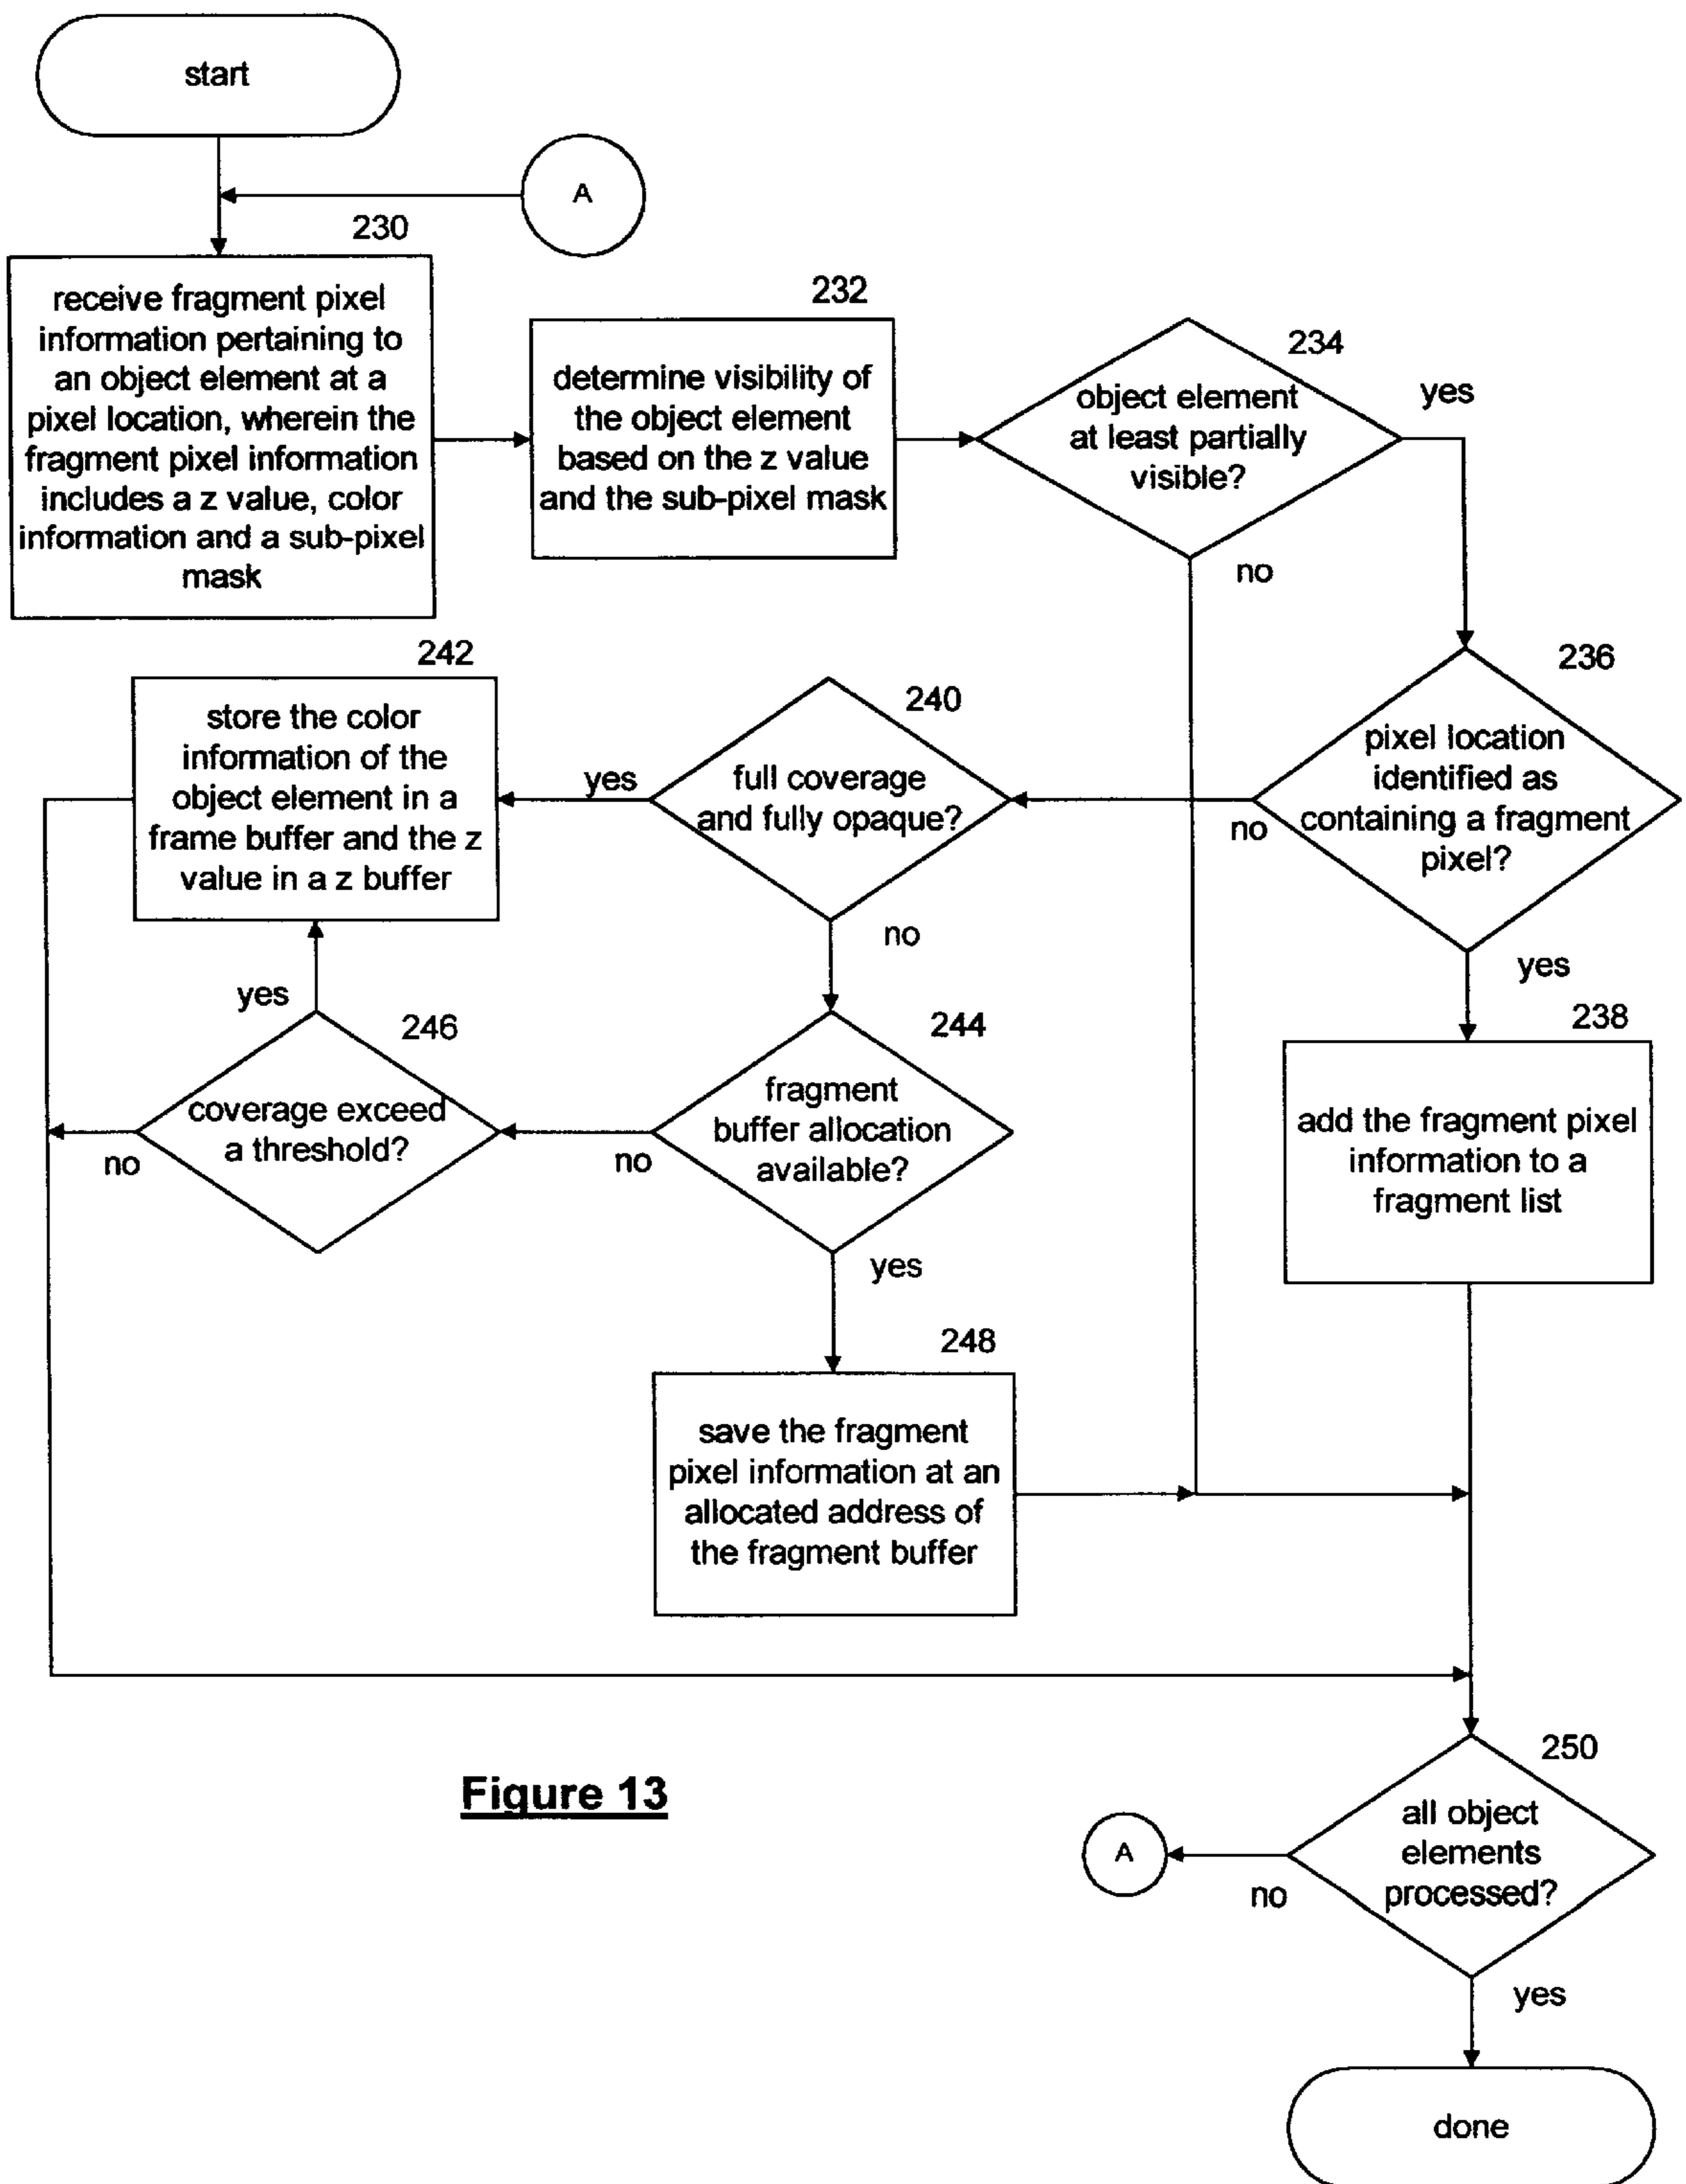 start
A
230
receive fragment pixel
information pertaining to
an object element at a
pixel location, wherein the
fragment pixel information
includes a z value, color
information and a sub-pixel
mask
232
determine visibility of
the object element
based on the z value
and the sub-pixel mask
234
object element
at least partially
visible?
yes
no
236
pixel location
identified as
containing a fragment
pixel?
no
yes
238
add the fragment pixel
information to a
fragment list
240
full coverage
and fully opaque?
yes
no
242
store the color
information of the
object element in a
frame buffer and the z
value in a z buffer
244
fragment
buffer allocation
available?
no
yes
246
coverage exceed
a threshold?
yes
no
248
save the fragment
pixel information at an
allocated address of
the fragment buffer
250
all object
elements
processed?
no
A
yes
done
Figure 13